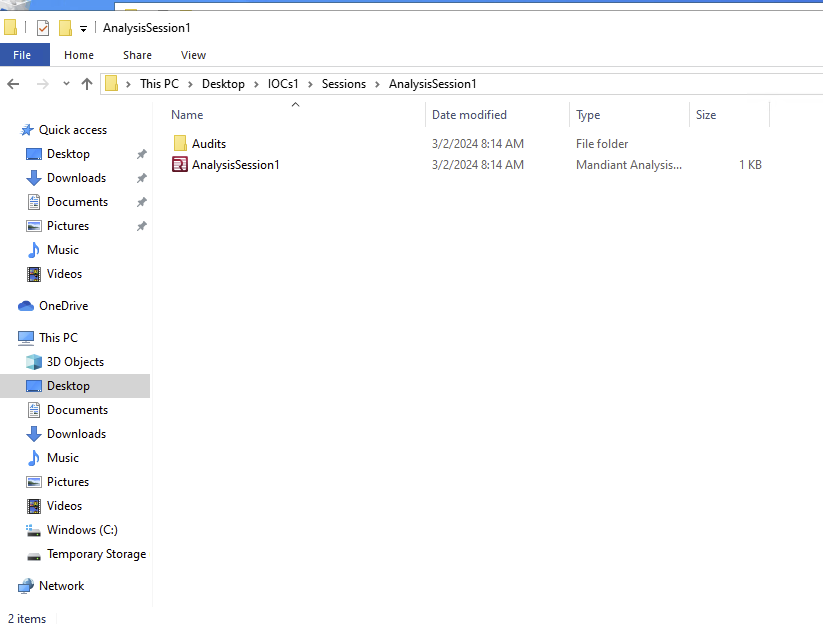 AnalysisSession1
File Home Share View
This PC Desktop IOCs1 Sessions AnalysisSession1
Name Date modified Type Size
Audits 3/2/2024 8:14 AM File folder
AnalysisSession1 3/2/2024 8:14 AM Mandiant Analysis... 1 KB
Quick access
Desktop
Downloads
Documents
Pictures
Music
Videos
OneDrive
This PC
3D Objects
Desktop
Documents
Downloads
Music
Pictures
Videos
Windows (C:)
Temporary Storage
Network
2 items